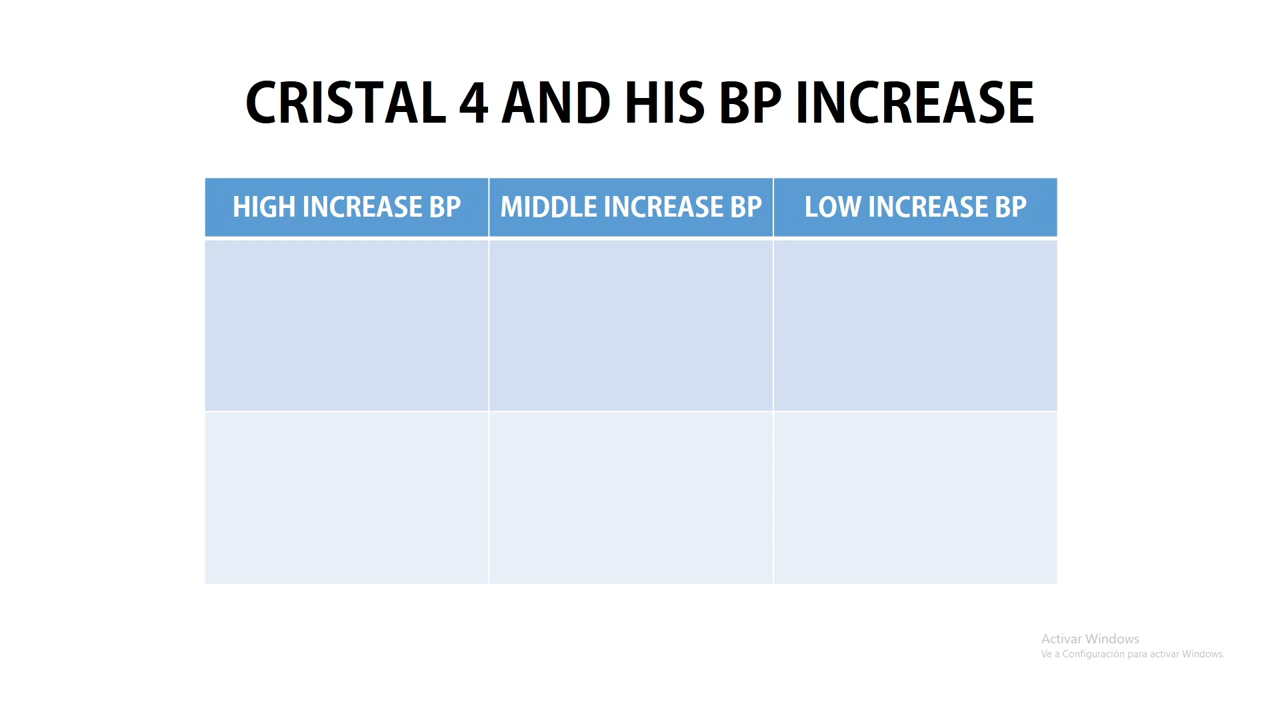 CRISTAL 4 AND HIS BP INCREASE
HIGH INCREASE BP MIDDLE INCREASE BP LOW INCREASE BP
Activar Windows
Ve a Configuración para activar Windows.